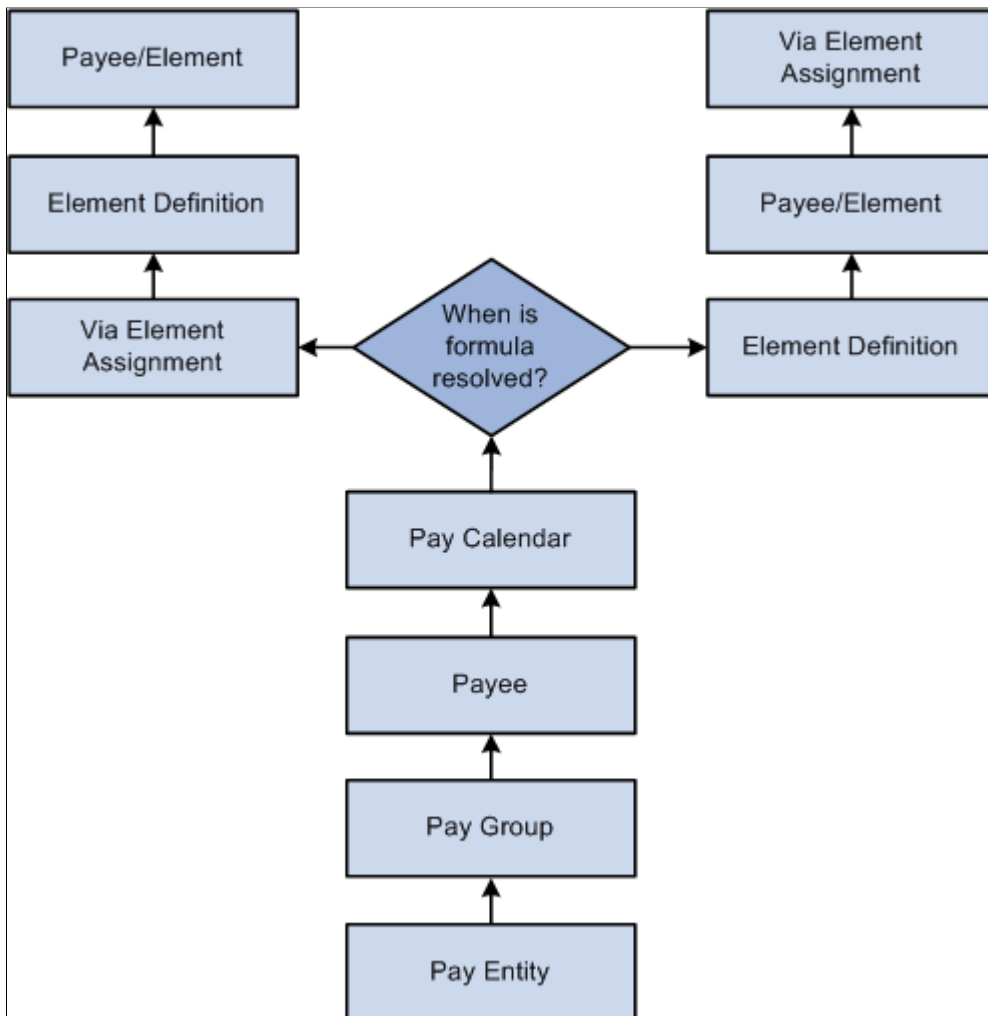 Payee/Element
Via Element
Assignment
Element Definition
Payee/Element
Via Element
Assignment
When is
formula
resolved?
Element Definition
Pay Calendar
Payee
Pay Group
Pay Entity